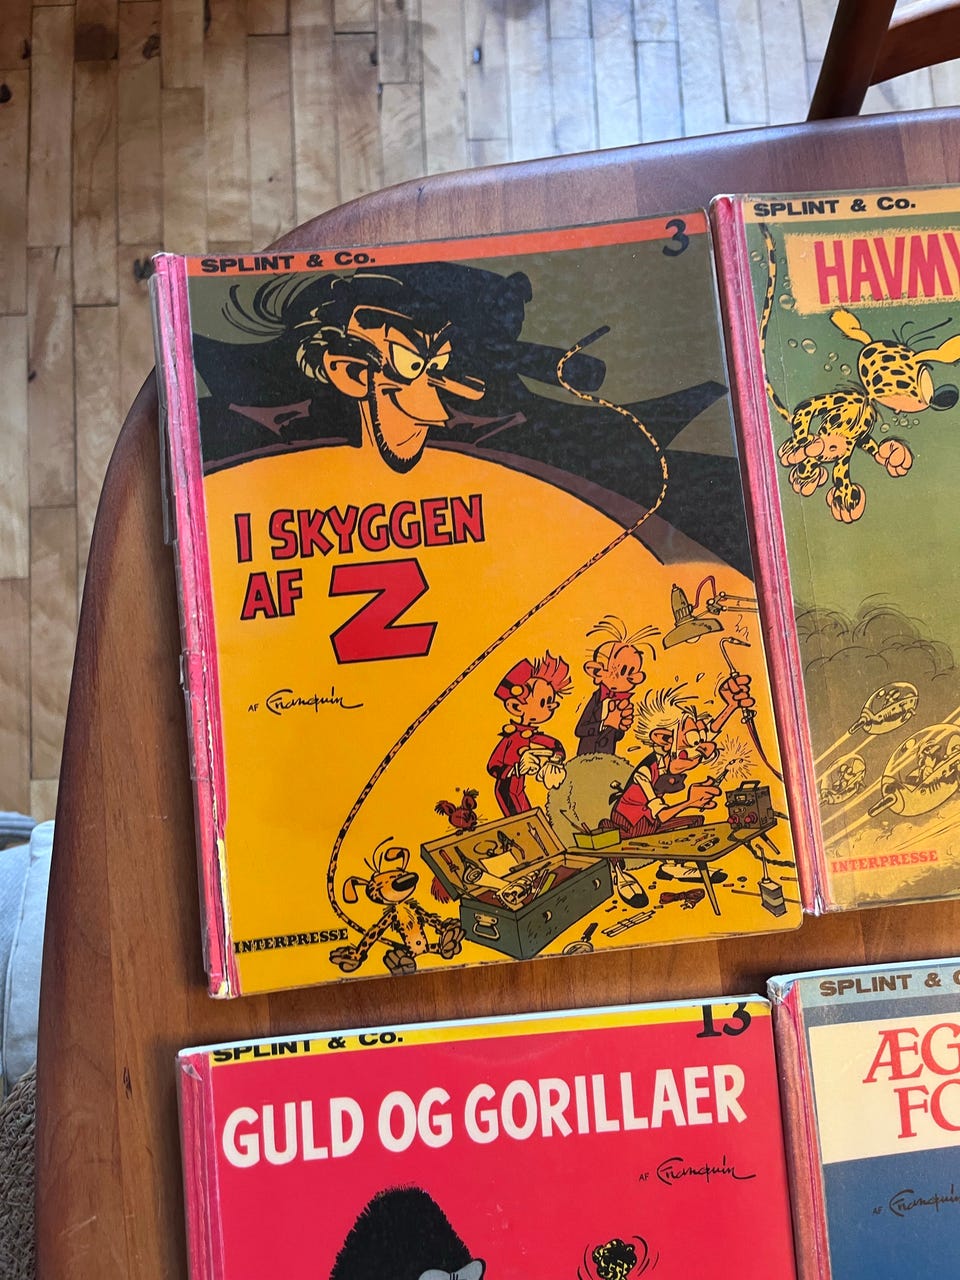 SPLINT & Co.
3
I SKYGGEN
AF Z
AF Franquin
INTERPRESSE
SPLINT & Co.
HAVMY
INTERPRESSE
SPLINT & Co.
13
GULD OG GORILLAER
AF Franquin
SPLINT & C
ÆG
FO
AF Franquin